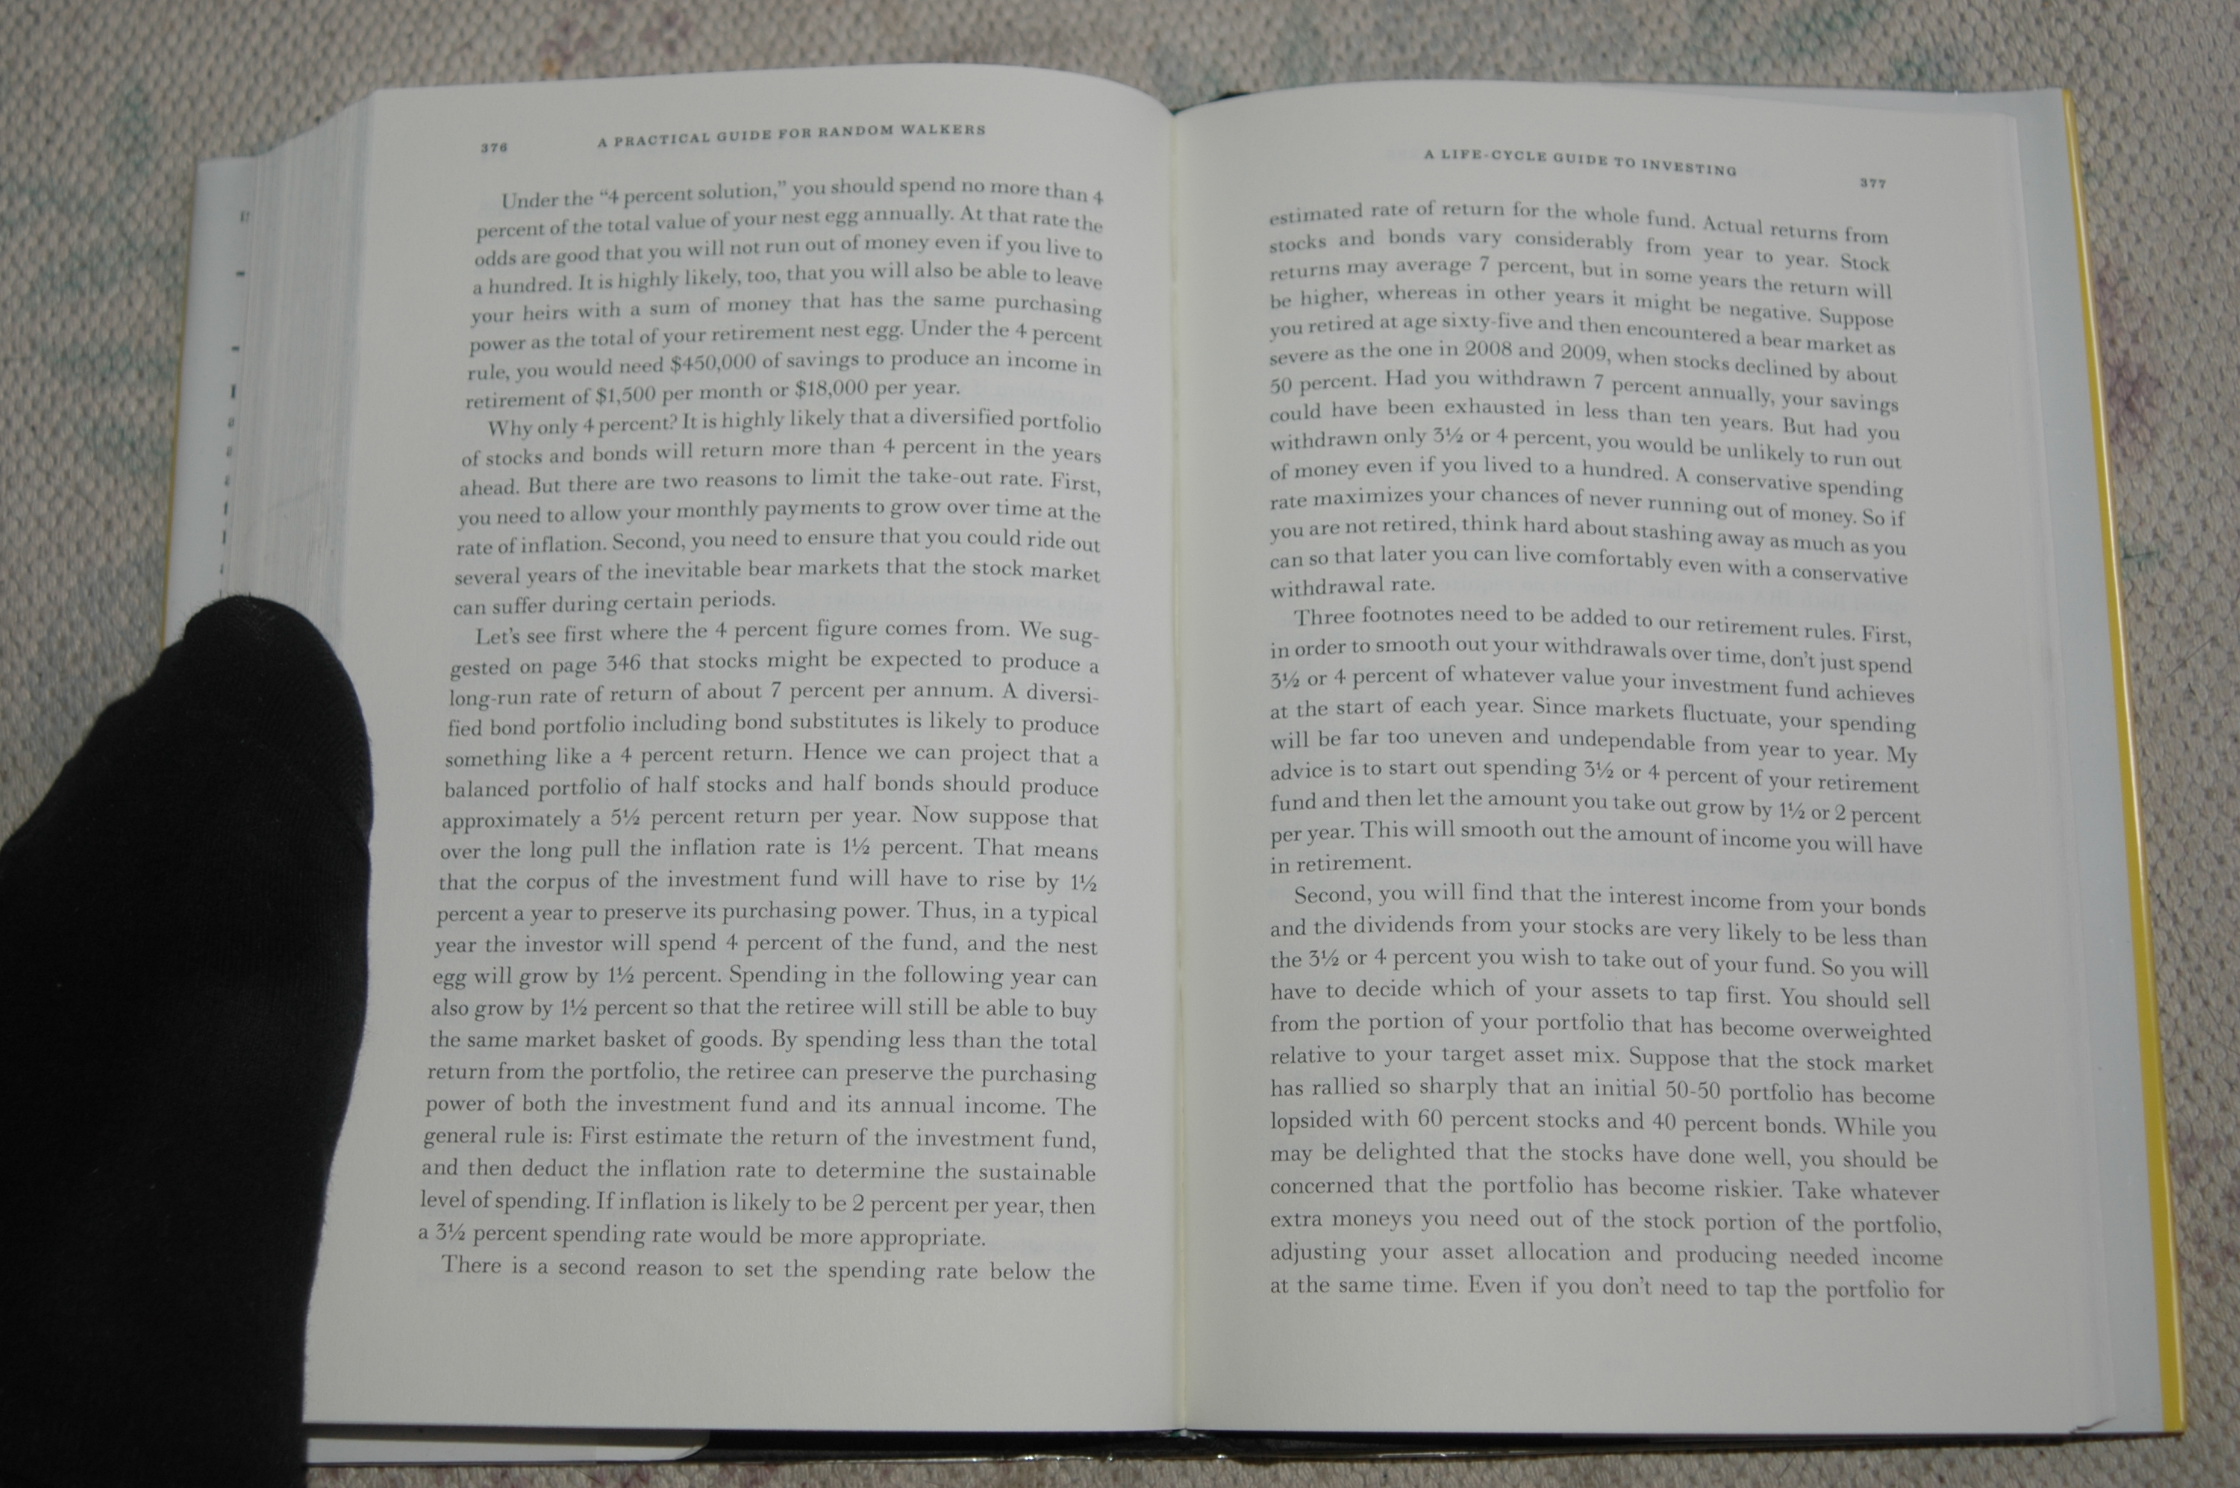 376
A PRACTICAL GUIDE FOR RANDOM WALKERS
Under the “4 percent solution,” you should spend no more than 4
percent of the total value of your nest egg annually. At that rate the
odds are good that you will not run out of money even if you live to
a hundred. It is highly likely, too, that you will also be able to leave
your heirs with a sum of money that has the same purchasing
power as the total of your retirement nest egg. Under the 4 percent
rule, you would need $450,000 of savings to produce an income in
retirement of $1,500 per month or $18,000 per year.
Why only 4 percent? It is highly likely that a diversified portfolio
of stocks and bonds will return more than 4 percent in the years
ahead. But there are two reasons to limit the take-out rate. First,
you need to allow your monthly payments to grow over time at the
rate of inflation. Second, you need to ensure that you could ride out
several years of the inevitable bear markets that the stock market
can suffer during certain periods.
Let’s see first where the 4 percent figure comes from. We sug-
gested on page 346 that stocks might be expected to produce a
long-run rate of return of about 7 percent per annum. A diversi-
fied bond portfolio including bond substitutes is likely to produce
something like a 4 percent return. Hence we can project that a
balanced portfolio of half stocks and half bonds should produce
approximately a 5½ percent return per year. Now suppose that
over the long pull the inflation rate is 1½ percent. That means
that the corpus of the investment fund will have to rise by 1½
percent a year to preserve its purchasing power. Thus, in a typical
year the investor will spend 4 percent of the fund, and the nest
egg will grow by 1½ percent. Spending in the following year can
also grow by 1½ percent so that the retiree will still be able to buy
the same market basket of goods. By spending less than the total
return from the portfolio, the retiree can preserve the purchasing
power of both the investment fund and its annual income. The
general rule is: First estimate the return of the investment fund,
and then deduct the inflation rate to determine the sustainable
level of spending. If inflation is likely to be 2 percent per year, then
a 3½ percent spending rate would be more appropriate.
There is a second reason to set the spending rate below the
A LIFE-CYCLE GUIDE TO INVESTING
377
estimated rate of return for the whole fund. Actual returns from
stocks and bonds vary considerably from year to year. Stock
returns may average 7 percent, but in some years the return will
be higher, whereas in other years it might be negative. Suppose
you retired at age sixty-five and then encountered a bear market as
severe as the one in 2008 and 2009, when stocks declined by about
50 percent. Had you withdrawn 7 percent annually, your savings
could have been exhausted in less than ten years. But had you
withdrawn only 3½ or 4 percent, you would be unlikely to run out
of money even if you lived to a hundred. A conservative spending
rate maximizes your chances of never running out of money. So if
you are not retired, think hard about stashing away as much as you
can so that later you can live comfortably even with a conservative
withdrawal rate.
Three footnotes need to be added to our retirement rules. First,
in order to smooth out your withdrawals over time, don’t just spend
3½ or 4 percent of whatever value your investment fund achieves
at the start of each year. Since markets fluctuate, your spending
will be far too uneven and undependable from year to year. My
advice is to start out spending 3½ or 4 percent of your retirement
fund and then let the amount you take out grow by 1½ or 2 percent
per year. This will smooth out the amount of income you will have
in retirement.
Second, you will find that the interest income from your bonds
and the dividends from your stocks are very likely to be less than
the 3½ or 4 percent you wish to take out of your fund. So you will
have to decide which of your assets to tap first. You should sell
from the portion of your portfolio that has become overweighted
relative to your target asset mix. Suppose that the stock market
has rallied so sharply that an initial 50-50 portfolio has become
lopsided with 60 percent stocks and 40 percent bonds. While you
may be delighted that the stocks have done well, you should be
concerned that the portfolio has become riskier. Take whatever
extra moneys you need out of the stock portion of the portfolio,
adjusting your asset allocation and producing needed income
at the same time. Even if you don’t need to tap the portfolio for